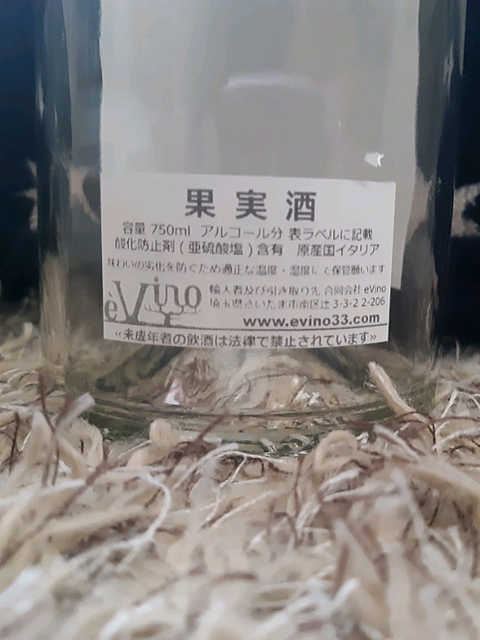 果実酒
容量 750ml アルコール分 表ラベルに記載
酸化防止剤(亜硫酸塩)含有 原産国イタリア
味わいの劣化を防ぐため適正な温度・湿度にて保管願います
èVino
輸入者及び引き取り先 合同会社 eVino
埼玉県さいたま市南区辻 3-3-2 2-206
www.evino33.com
<<未成年者の飲酒は法律で禁止されています>>